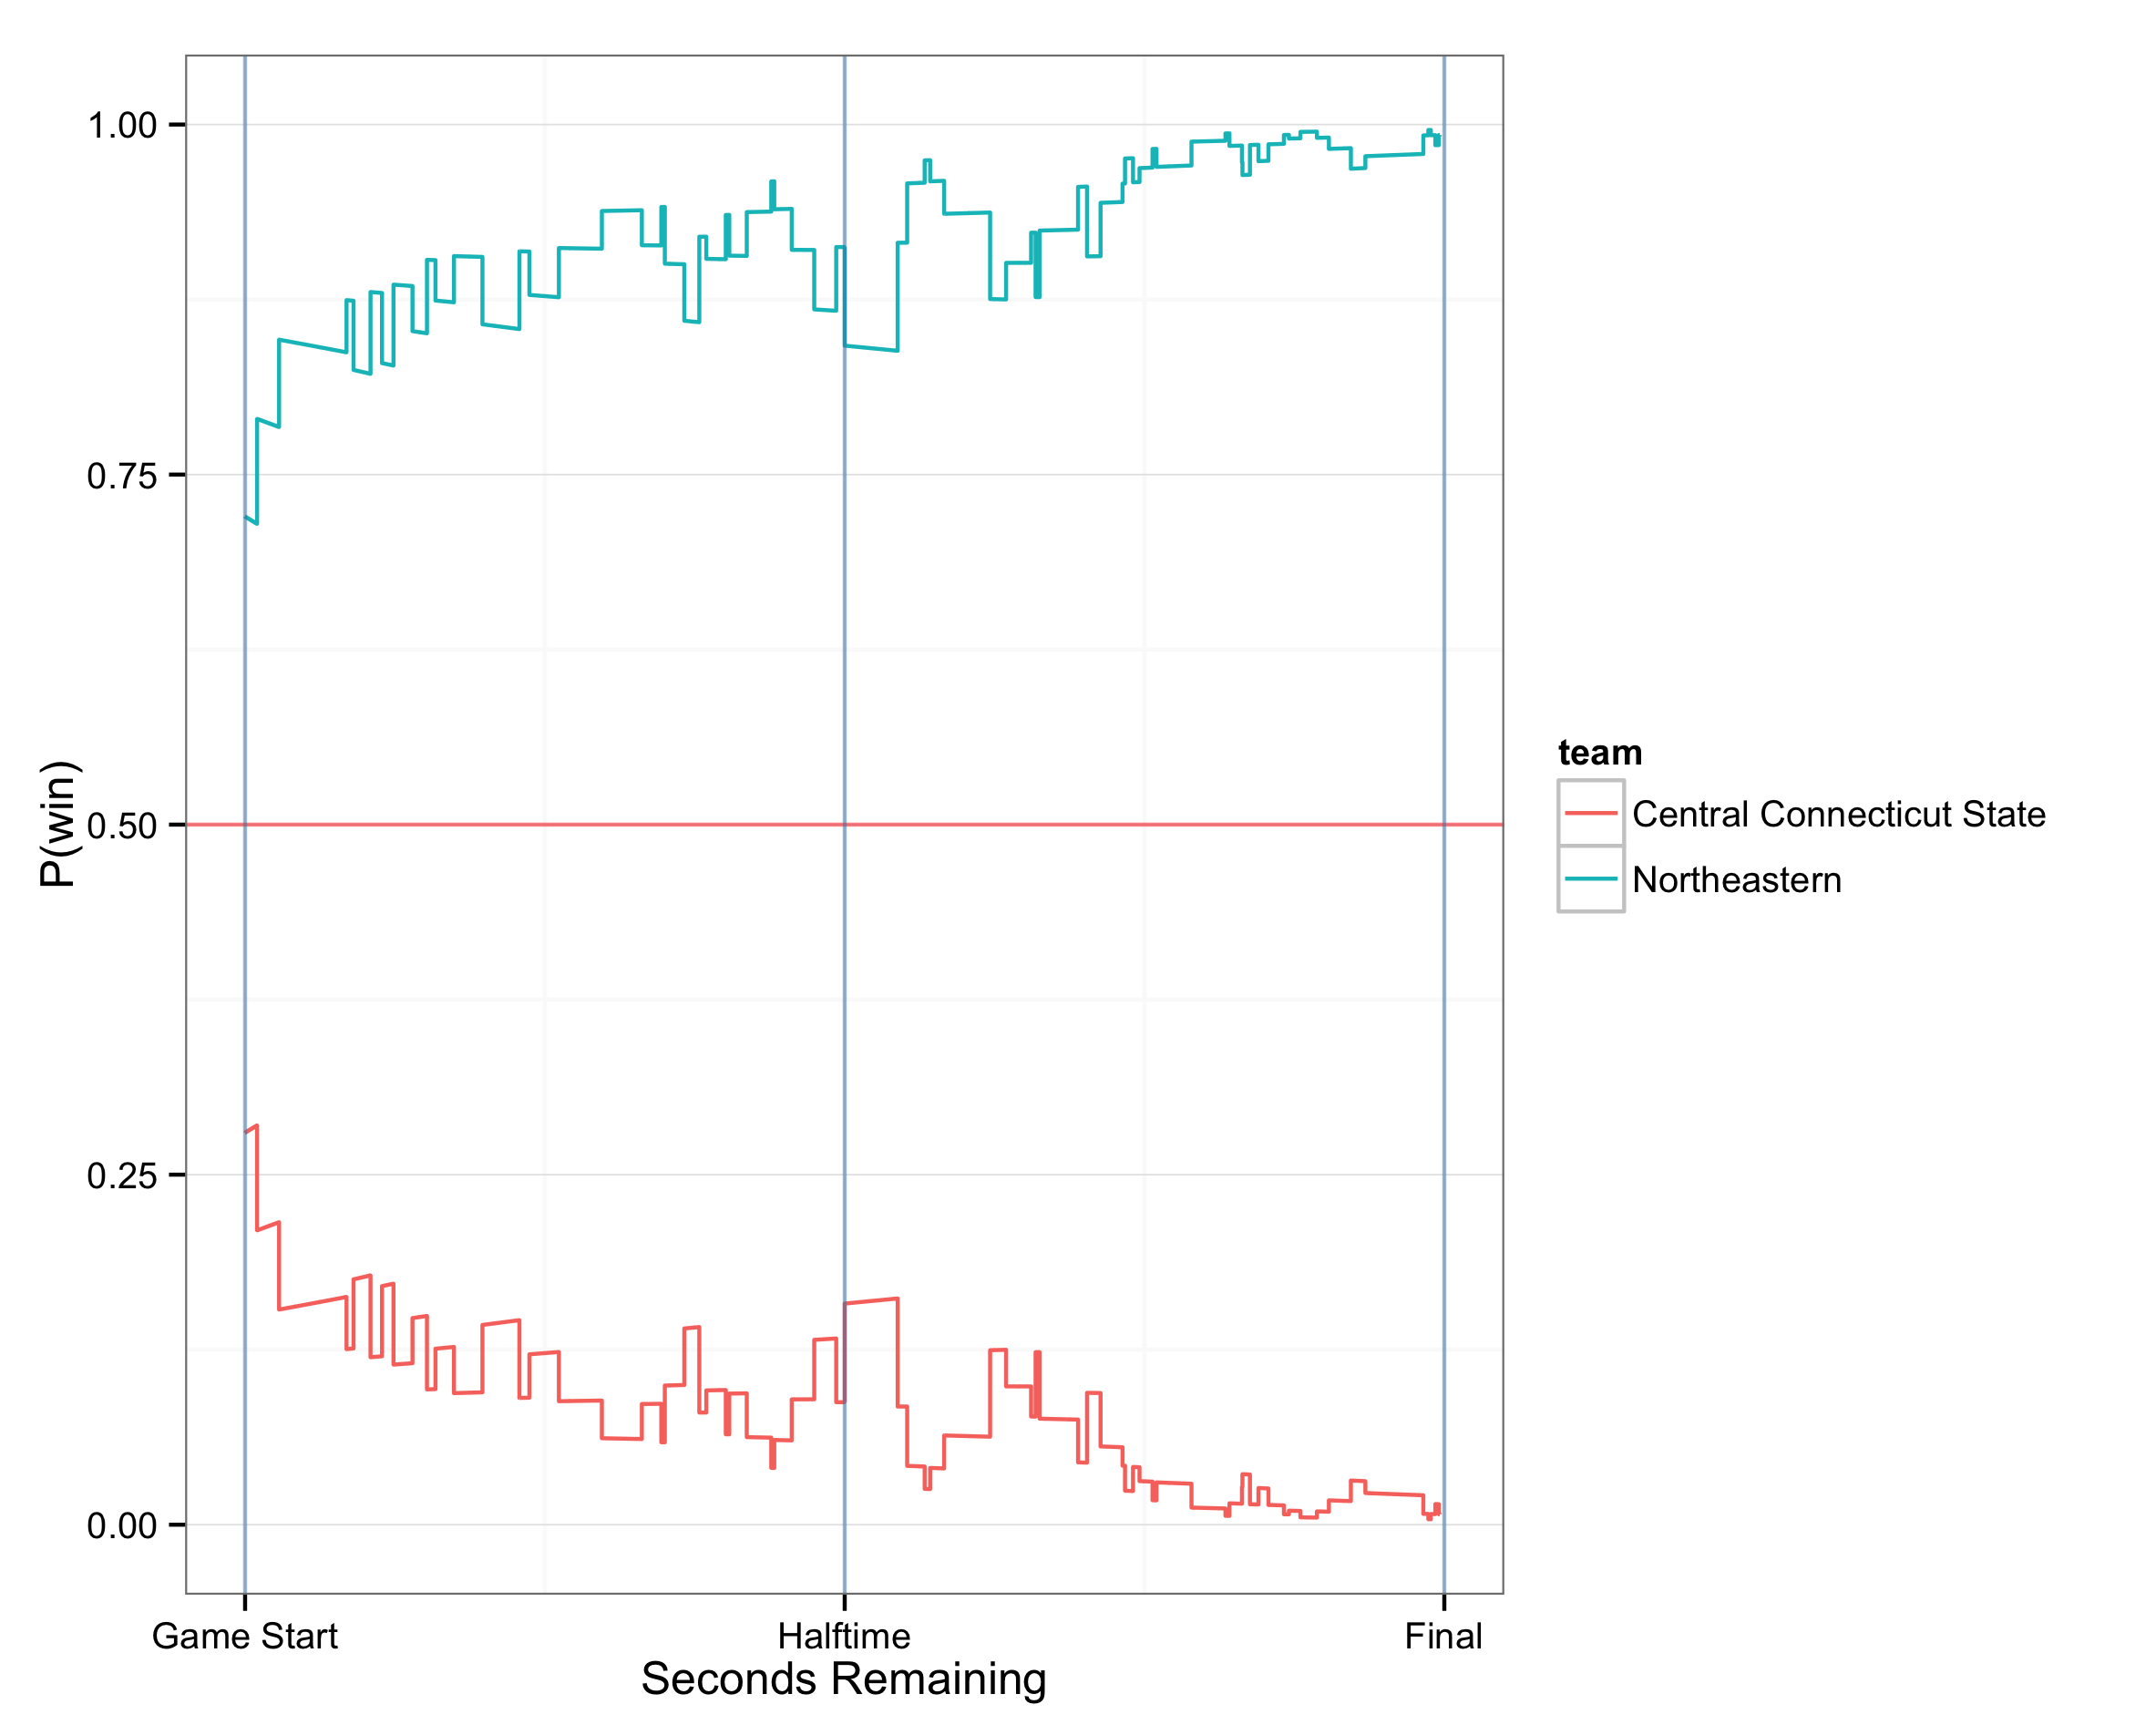 1.00
0.75
0.50
0.25
0.00
P(win)
Game Start
Halftime
Final
Seconds Remaining
team
Central Connecticut State
Northeastern